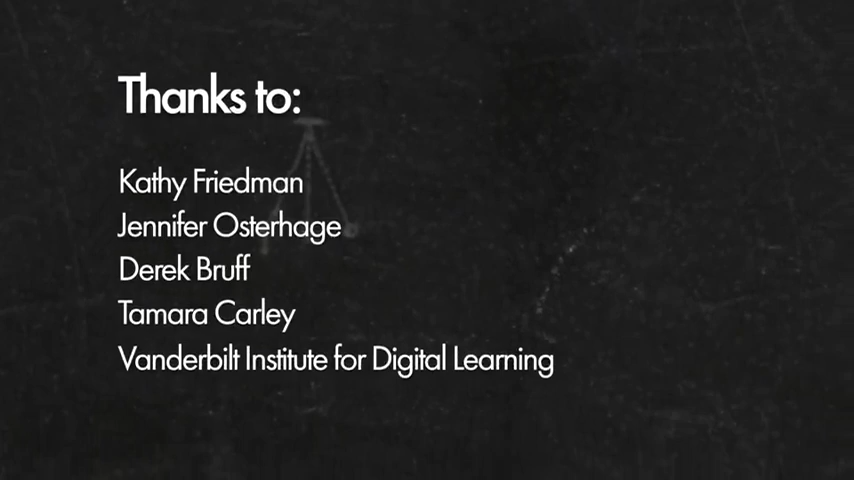 Thanks to:
Kathy Friedman
Jennifer Osterhage
Derek Bruff
Tamara Carley
Vanderbilt Institute for Digital Learning